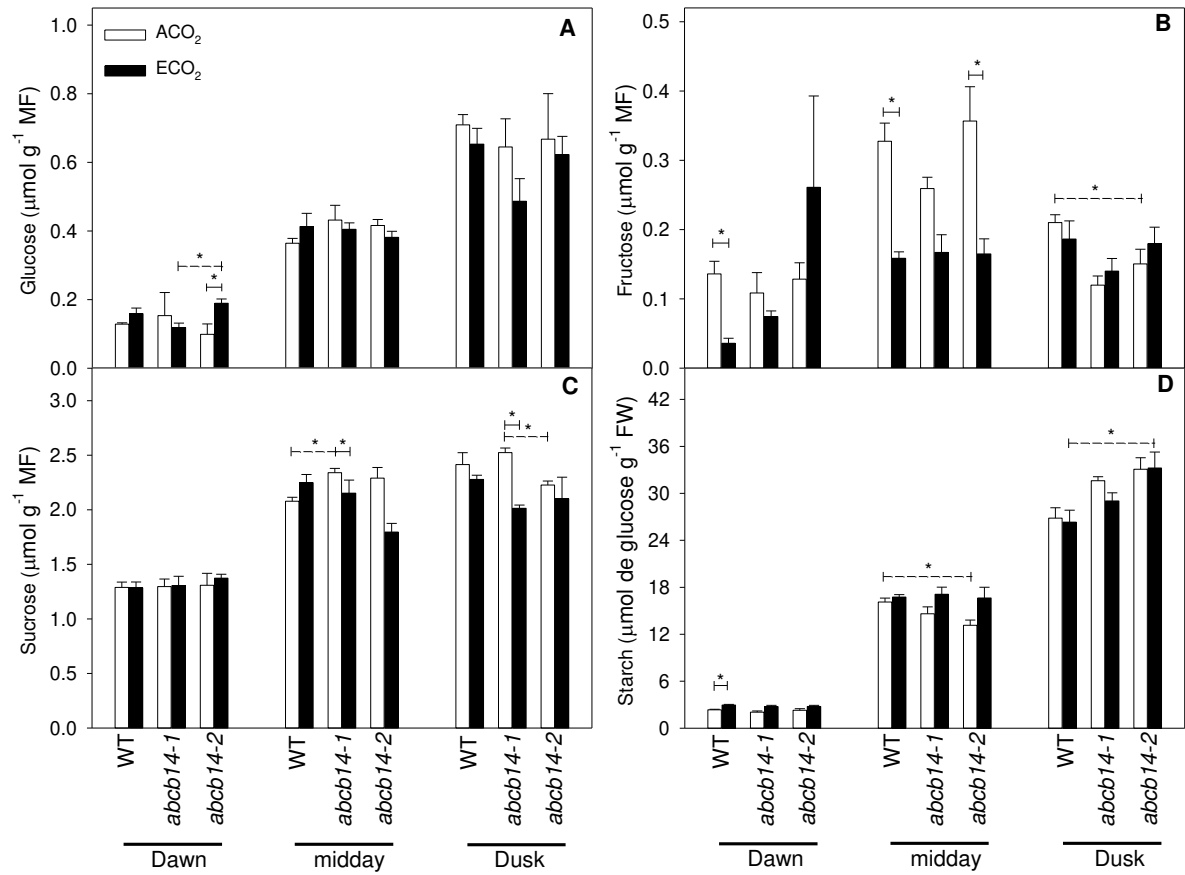 A
ACO₂
ECO₂
Glucose (μmol g⁻¹ MF)
1.0
0.8
0.6
0.4
0.2
0.0
*
*
B
Fructose (μmol g⁻¹ MF)
0.5
0.4
0.3
0.2
0.1
0.0
*
*
*
*
C
Sucrose (μmol g⁻¹ MF)
3.0
2.5
2.0
1.5
1.0
0.5
0.0
*
*
*
*
D
Starch (μmol de glucose g⁻¹ FW)
42
36
30
24
18
12
6
0
*
*
*
WT
abcb14-1
abcb14-2
WT
abcb14-1
abcb14-2
WT
abcb14-1
abcb14-2
Dawn
midday
Dusk
WT
abcb14-1
abcb14-2
WT
abcb14-1
abcb14-2
WT
abcb14-1
abcb14-2
Dawn
midday
Dusk